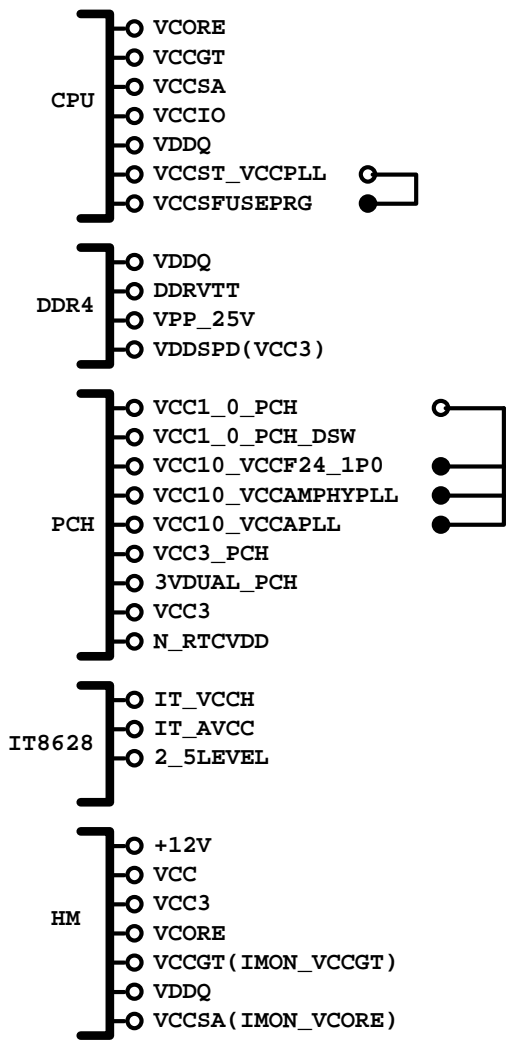 VCORE
VCCGT
VCCSA
CPU
VCCIO
VDDQ
VCCST_VCCPLL
VCCSFUSEPRG
VDDQ
DDRVTT
DDR4
VPP_25V
VDDSPD(VCC3)
VCC1_0_PCH
VCC1_0_PCH_DSW
VCC10_VCCF24_1P0
VCC10_VCCAMPHYPLL
PCH
VCC10_VCCAPLL
VCC3_PCH
3VDUAL_PCH
VCC3
N_RTCVDD
IT_VCCH
IT_AVCC
IT8628
2_5LEVEL
+12V
VCC
VCC3
HM
VCORE
VCCGT(IMON_VCCGT)
VDDQ
VCCSA(IMON_VCORE)